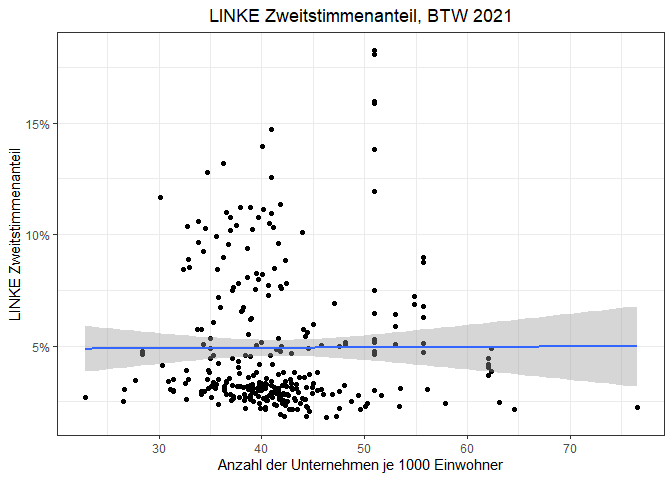 LINKE Zweitstimmenanteil, BTW 2021
LINKE Zweitstimmenanteil
15%
10%
5%
30 40 50 60 70
Anzahl der Unternehmen je 1000 Einwohner